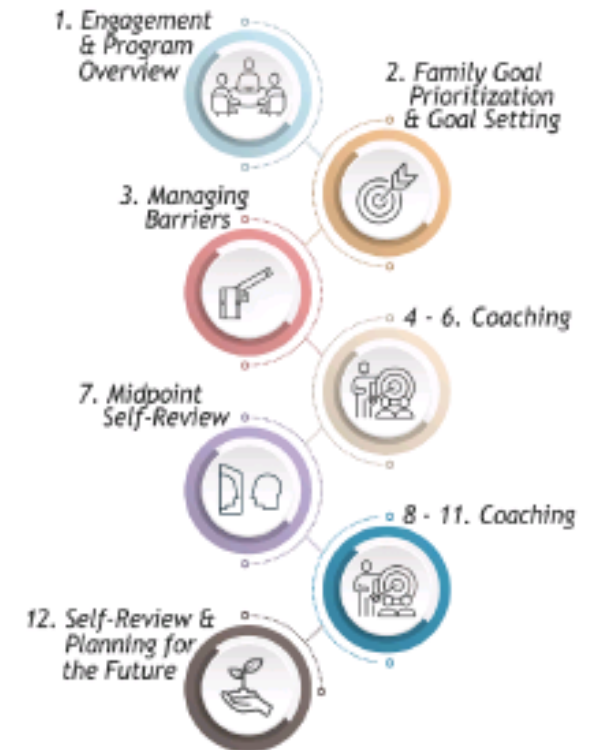 1. Engagement
& Program
Overview
2. Family Goal
Prioritization
& Goal Setting
3. Managing
Barriers
4 - 6. Coaching
7. Midpoint
Self-Review
8 - 11. Coaching
12. Self-Review &
Planning for
the Future